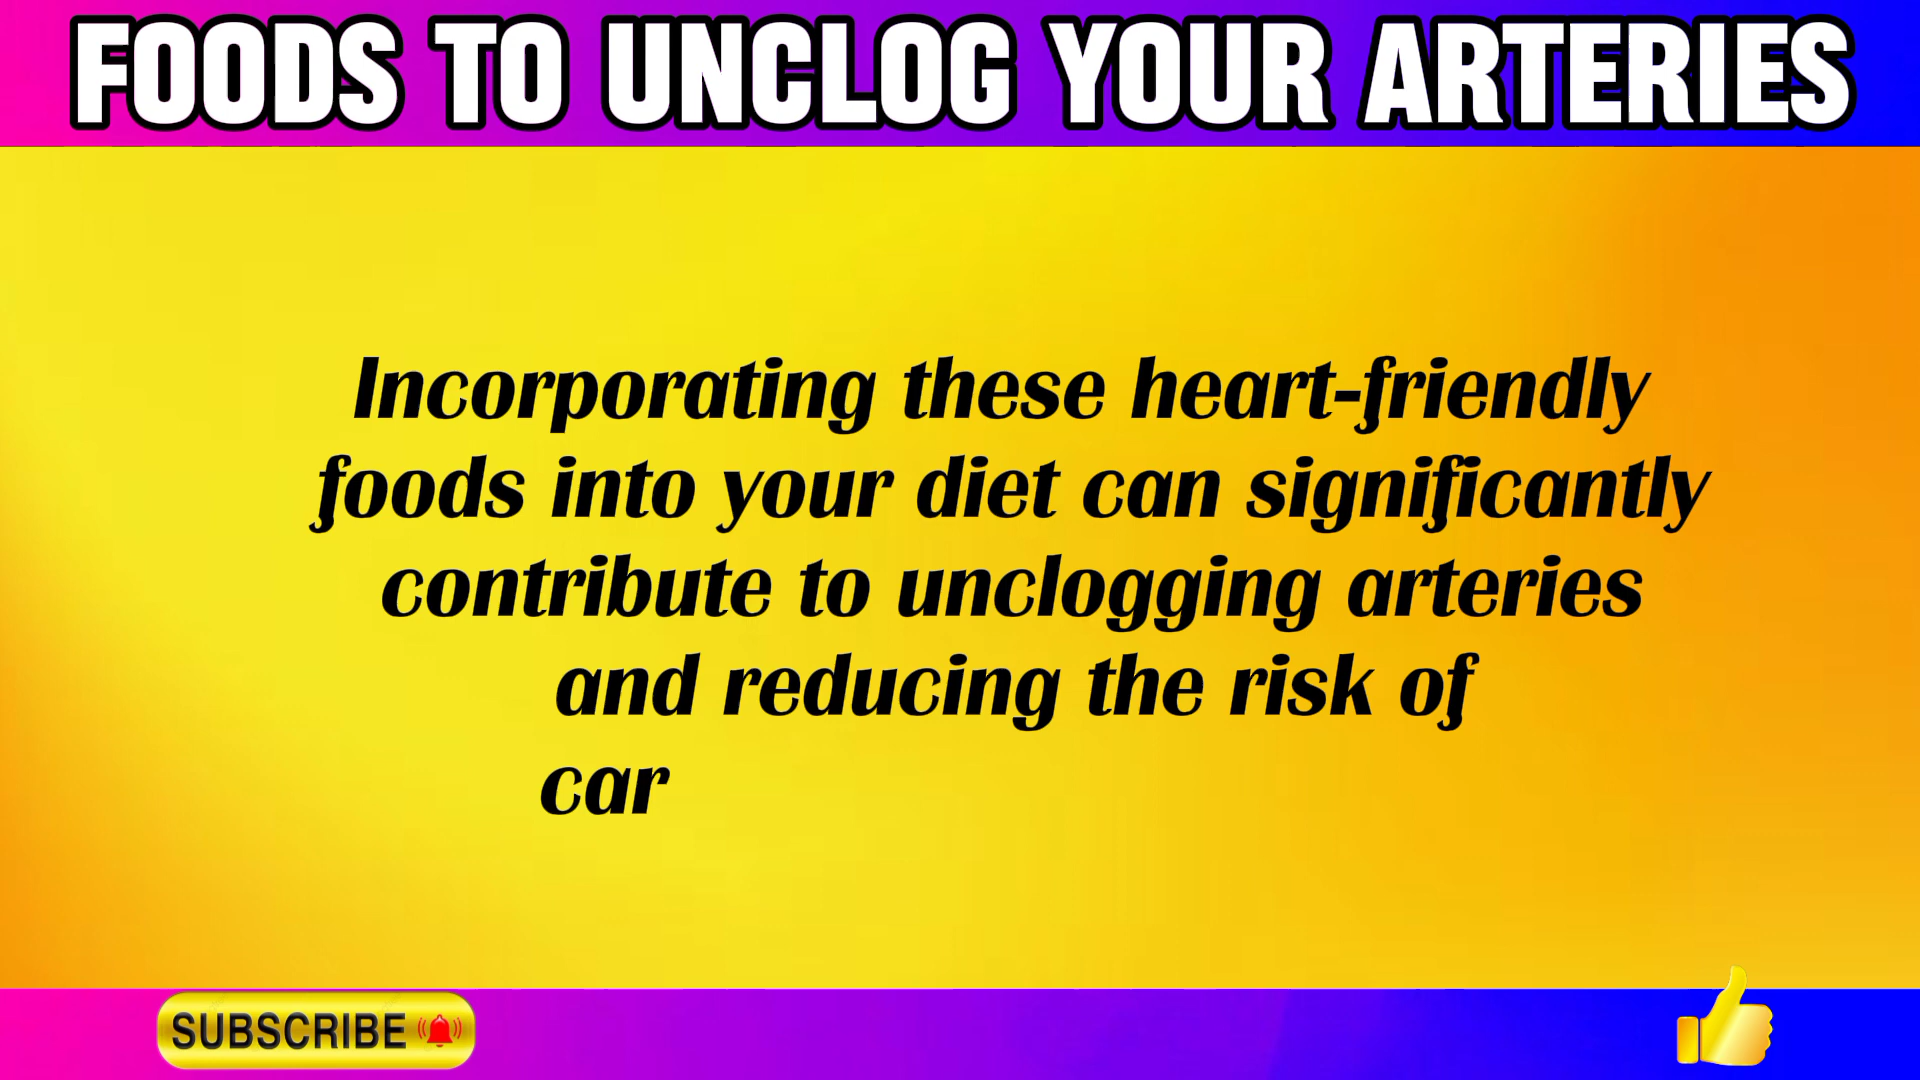 FOODS TO UNCLOG YOUR ARTERIES
Incorporating these heart-friendly
foods into your diet can significantly
contribute to unclogging arteries
and reducing the risk of
car
SUBSCRIBE